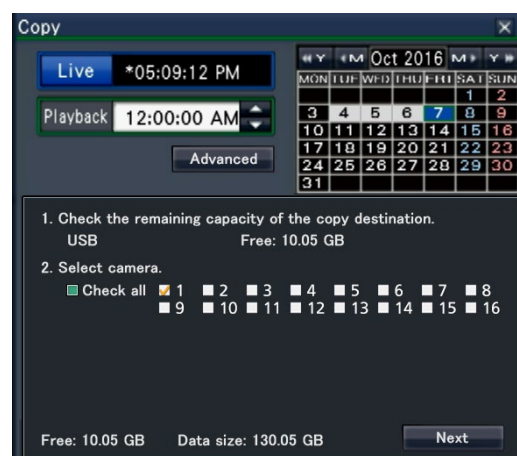 Copy
Live *05:09:12 PM
Playback 12:00:00 AM
Advanced
Y M Oct 2016 M Y
MON TUE WED THU FRI SAT SUN
1 2
3 4 5 6 7 8 9
10 11 12 13 14 15 16
17 18 19 20 21 22 23
24 25 26 27 28 29 30
31
1. Check the remaining capacity of the copy destination.
USB Free: 10.05 GB
2. Select camera.
Check all 1 2 3 4 5 6 7 8
9 10 11 12 13 14 15 16
Free: 10.05 GB Data size: 130.05 GB Next